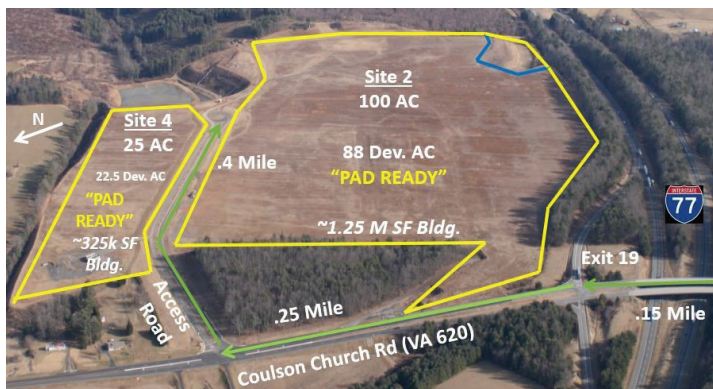 N
Site 4
25 AC
22.5 Dev. AC
“PAD
READY”
~325k SF
Bldg.
Site 2
100 AC
88 Dev. AC
“PAD READY”
~1.25 M SF Bldg.
.4 Mile
INTERSTATE
77
Exit 19
.15 Mile
.25 Mile
Access
Road
Coulson Church Rd (VA 620)